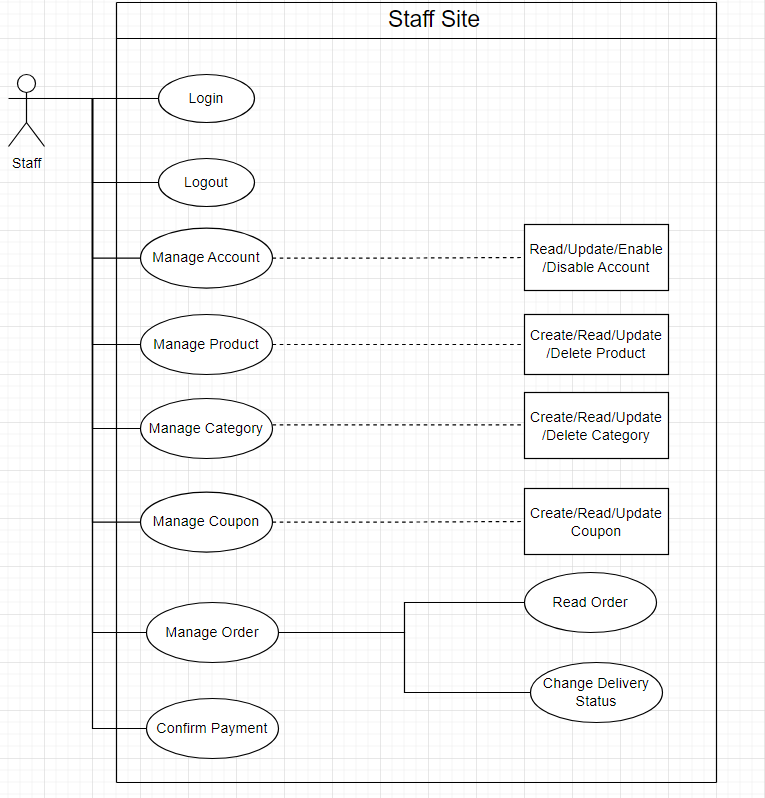 Staff Site
Login
Staff
Logout
Manage Account
Read/Update/Enable
/Disable Account
Manage Product
Create/Read/Update
/Delete Product
Manage Category
Create/Read/Update
/Delete Category
Manage Coupon
Create/Read/Update
Coupon
Manage Order
Read Order
Change Delivery
Status
Confirm Payment